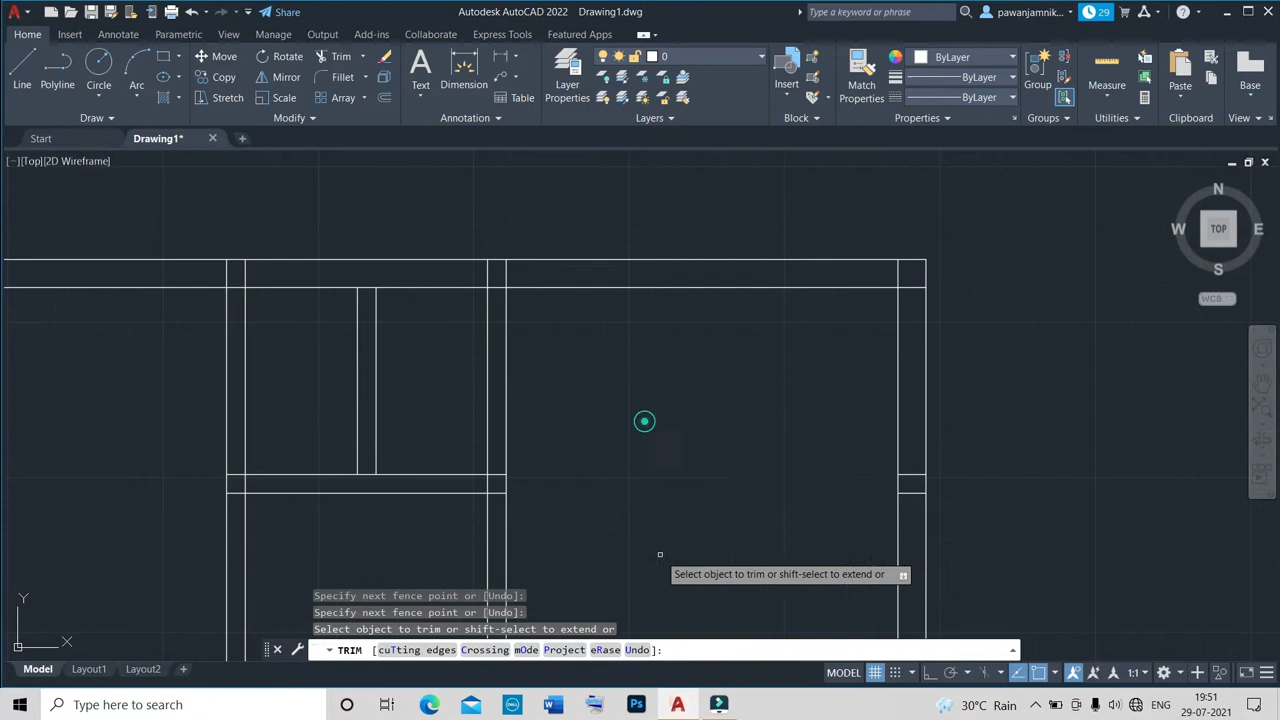 Share
Autodesk AutoCAD 2022 Drawing1.dwg
Type a keyword or phrase
pawanjamnik...
29
Home Insert Annotate Parametric View Manage Output Add-ins Collaborate Express Tools Featured Apps
Line Polyline Circle Arc
Move Rotate Trim
Copy Mirror Fillet
Stretch Scale Array
Text Dimension Table
Layer Properties
0
Insert
Match Properties
ByLayer
ByLayer
ByLayer
Group
Measure
Paste
Base
Draw Modify Annotation Layers Block Properties Groups Utilities Clipboard View
Start Drawing1* +
[−][Top][2D Wireframe]
N
W TOP E
S
WCS
Select object to trim or shift-select to extend or
Specify next fence point or [Undo]:
Specify next fence point or [Undo]:
Select object to trim or shift-select to extend or
TRIM [cuTting edges Crossing mOde Project eRase Undo]:
Y
X
Model Layout1 Layout2 +
MODEL 1:1
Type here to search
30°C Rain
ENG
19:51
29-07-2021